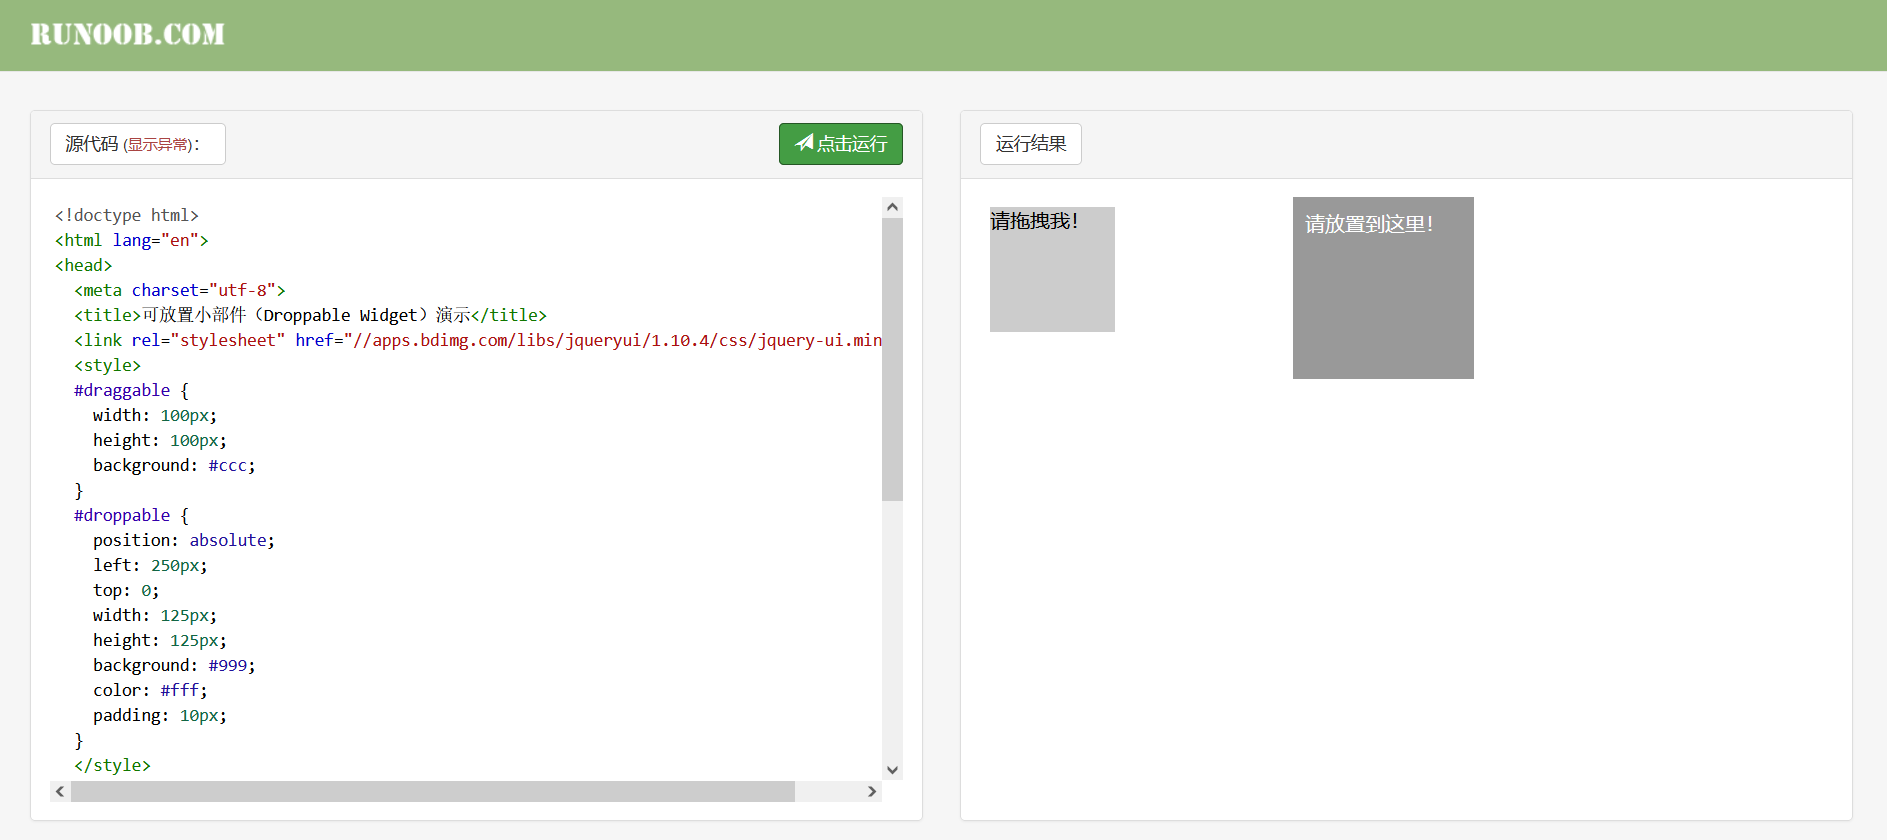 RUNOOB.COM
源代码 (显示异常)：
点击运行
<!doctype html>
<html lang="en">
<head>
  <meta charset="utf-8">
  <title>可放置小部件（Droppable Widget）演示</title>
  <link rel="stylesheet" href="//apps.bdimg.com/libs/jqueryui/1.10.4/css/jquery-ui.min
  <style>
  #draggable {
    width: 100px;
    height: 100px;
    background: #ccc;
  }
  #droppable {
    position: absolute;
    left: 250px;
    top: 0;
    width: 125px;
    height: 125px;
    background: #999;
    color: #fff;
    padding: 10px;
  }
  </style>
运行结果
请拖拽我！
请放置到这里！